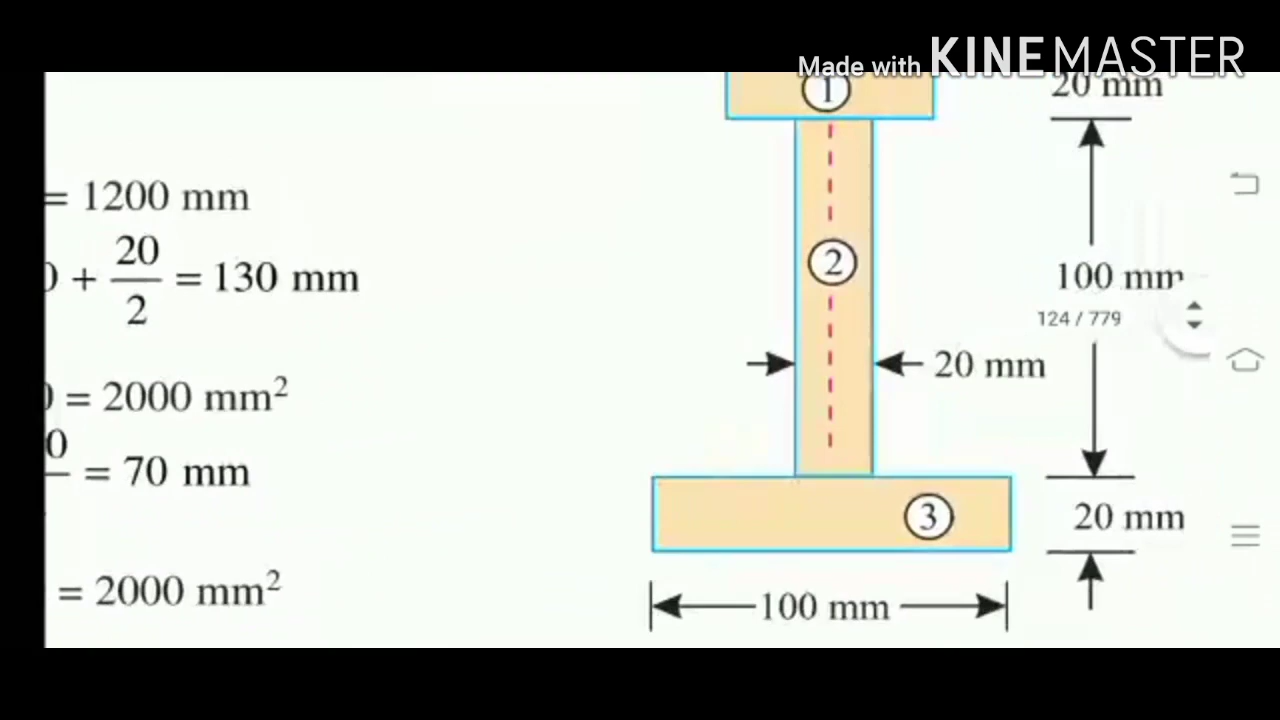 Made with KINEMASTER
1
20 mm
= 1200 mm
+ 20/2 = 130 mm
2
100 mm
124 / 779
20 mm
= 2000 mm²
0
= 70 mm
3
20 mm
= 2000 mm²
100 mm